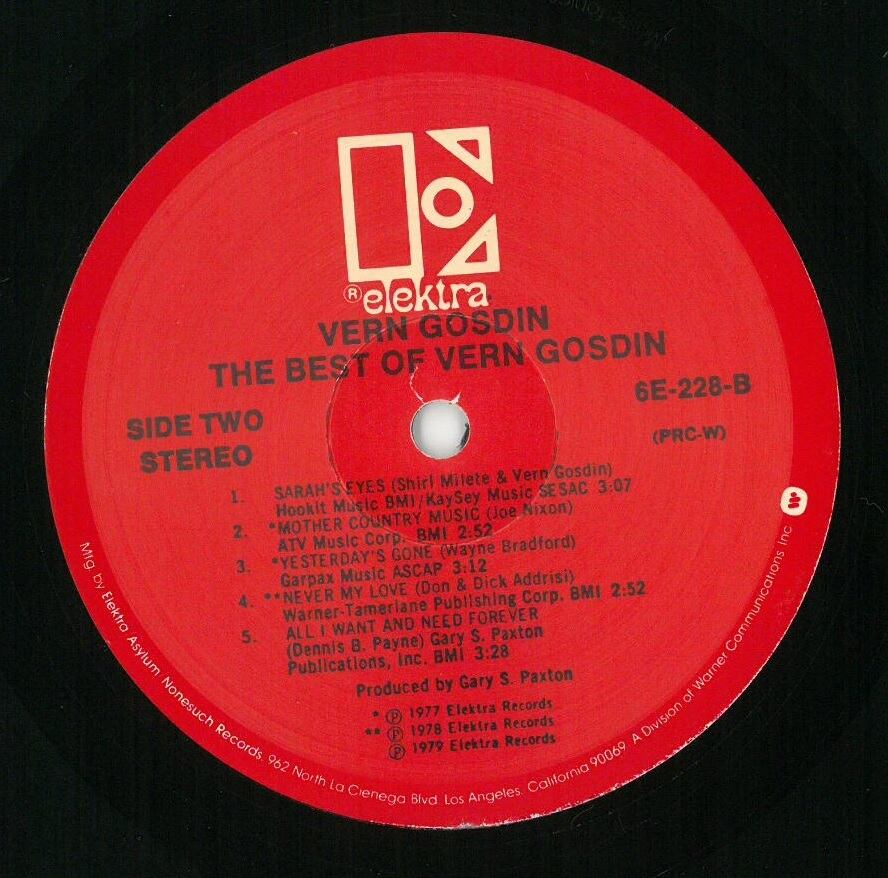 ® elektra
VERN GOSDIN
THE BEST OF VERN GOSDIN
6E-228-B
SIDE TWO
STEREO
(PRC-W)
1. SARAH'S EYES (Shirl Milete & Vern Gosdin)
Hookit Music BMI/KaySey Music SESAC 3:07
2. *MOTHER COUNTRY MUSIC (Joe Nixon)
ATV Music Corp. BMI 2:52
3. *YESTERDAY'S GONE (Wayne Bradford)
Garpax Music ASCAP 3:12
4. **NEVER MY LOVE (Don & Dick Addrisi)
Warner-Tamerlane Publishing Corp. BMI 2:52
5. ALL I WANT AND NEED FOREVER
(Dennis B. Payne) Gary S. Paxton
Publications, Inc. BMI 3:28
Produced by Gary S. Paxton
* ℗ 1977 Elektra Records
** ℗ 1978 Elektra Records
℗ 1979 Elektra Records
Mfg. by Elektra Asylum Nonesuch Records, 962 North La Cienega Blvd. Los Angeles, California 90069 A Division of Warner Communications Inc